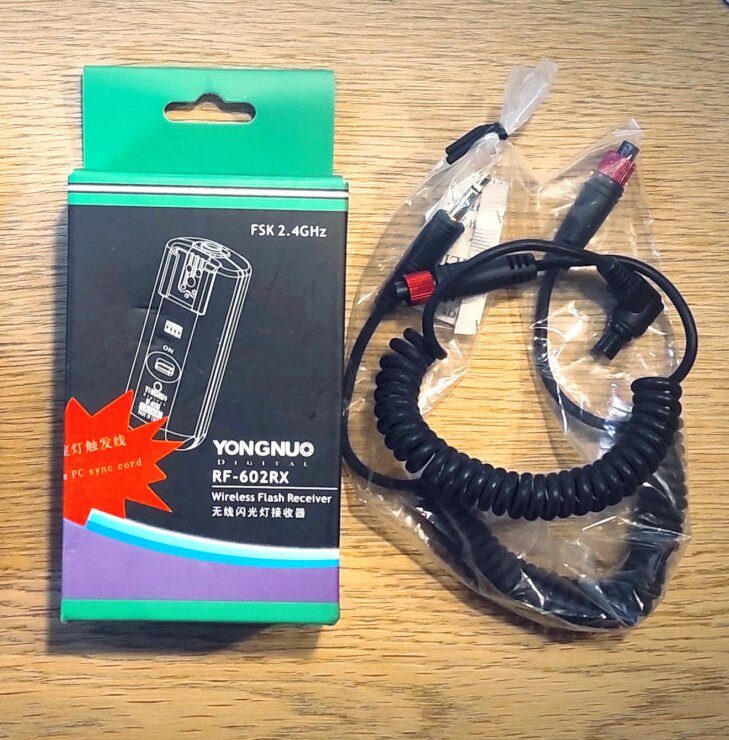 FSK 2.4GHz
ON
灯触发线
PC sync cord
YONGNUO
DIGITAL
RF-602RX
Wireless Flash Receiver
无线闪光灯接收器